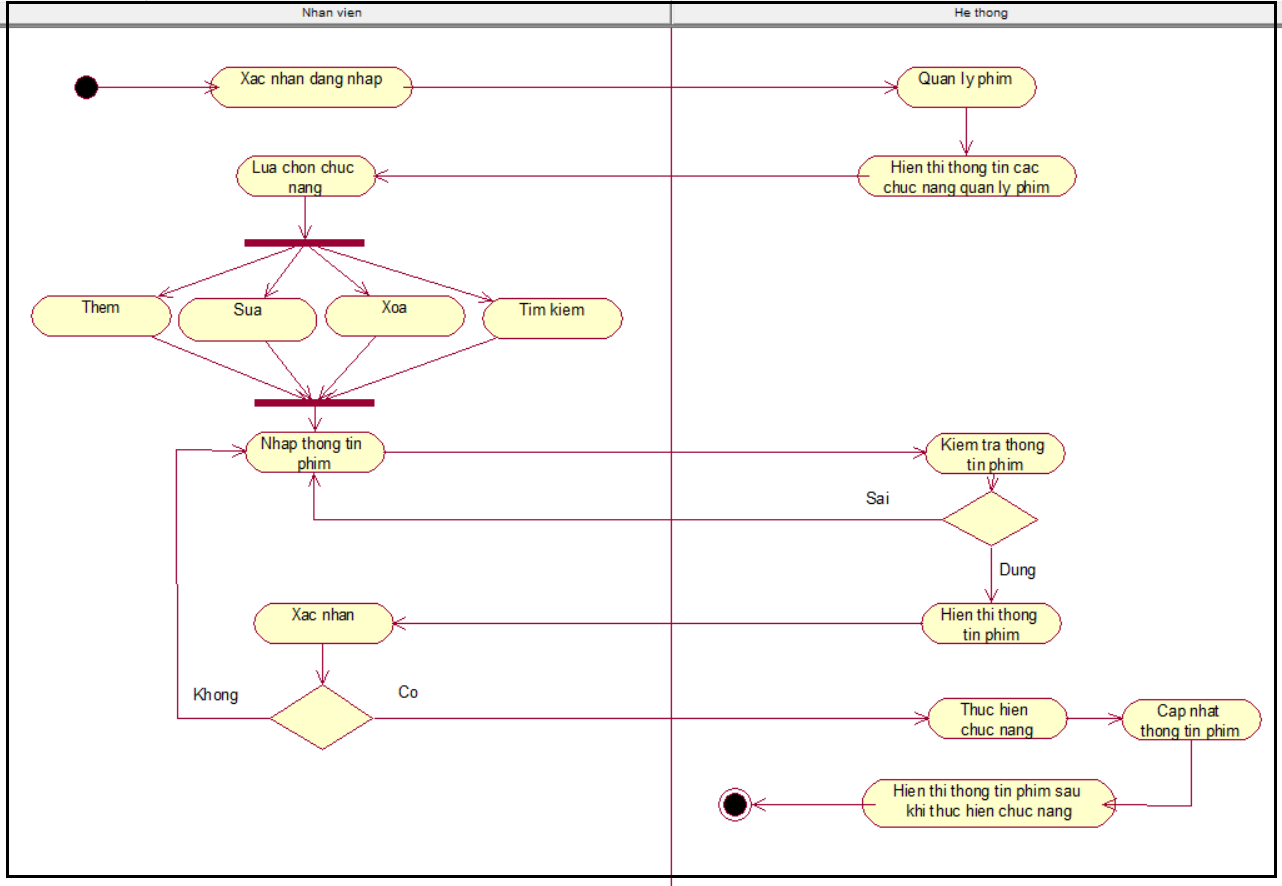 Nhan vien
He thong
Xac nhan dang nhap
Quan ly phim
Lua chon chuc
nang
Hien thi thong tin cac
chuc nang quan ly phim
Them
Sua
Xoa
Tim kiem
Nhap thong tin
phim
Kiem tra thong
tin phim
Sai
Dung
Xac nhan
Hien thi thong
tin phim
Khong
Co
Thuc hien
chuc nang
Cap nhat
thong tin phim
Hien thi thong tin phim sau
khi thuc hien chuc nang